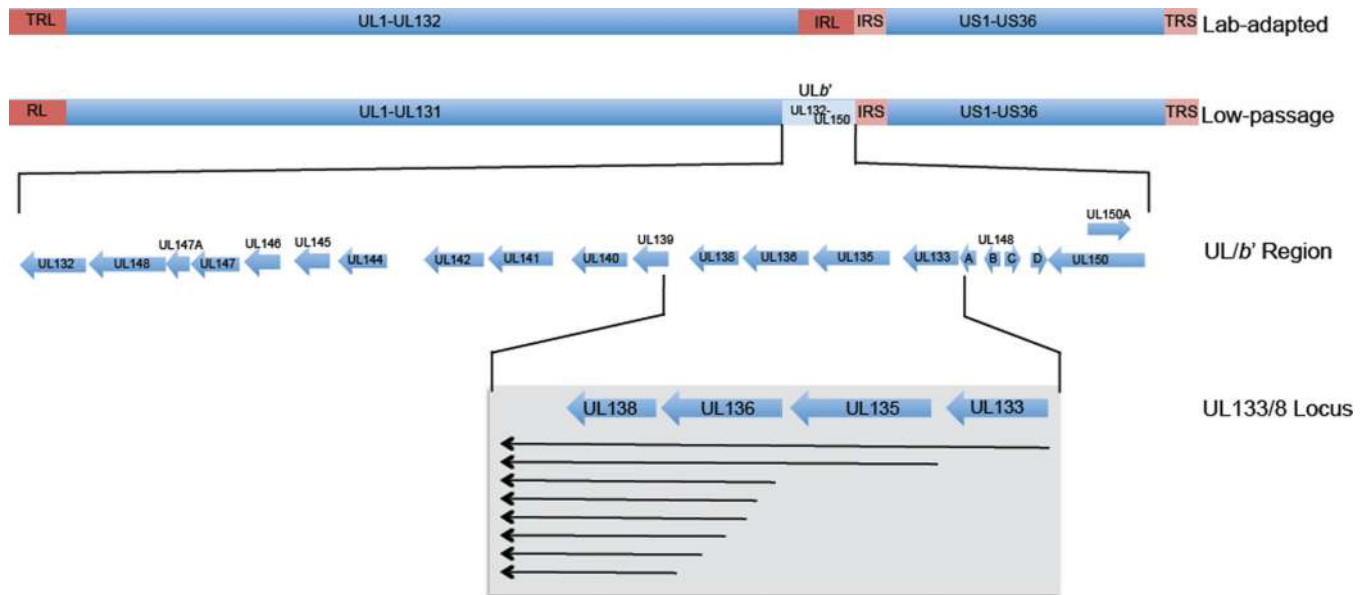 TRL UL1-UL132 IRL IRS US1-US36 TRS Lab-adapted
ULb'
RL UL1-UL131 UL132- UL150 IRS US1-US36 TRS Low-passage
UL150A
UL147A UL146 UL145 UL139 UL148
UL132 UL148 UL147 UL144 UL142 UL141 UL140 UL138 UL136 UL135 UL133 A B C D UL150 UL/b' Region
UL138 UL136 UL135 UL133 UL133/8 Locus